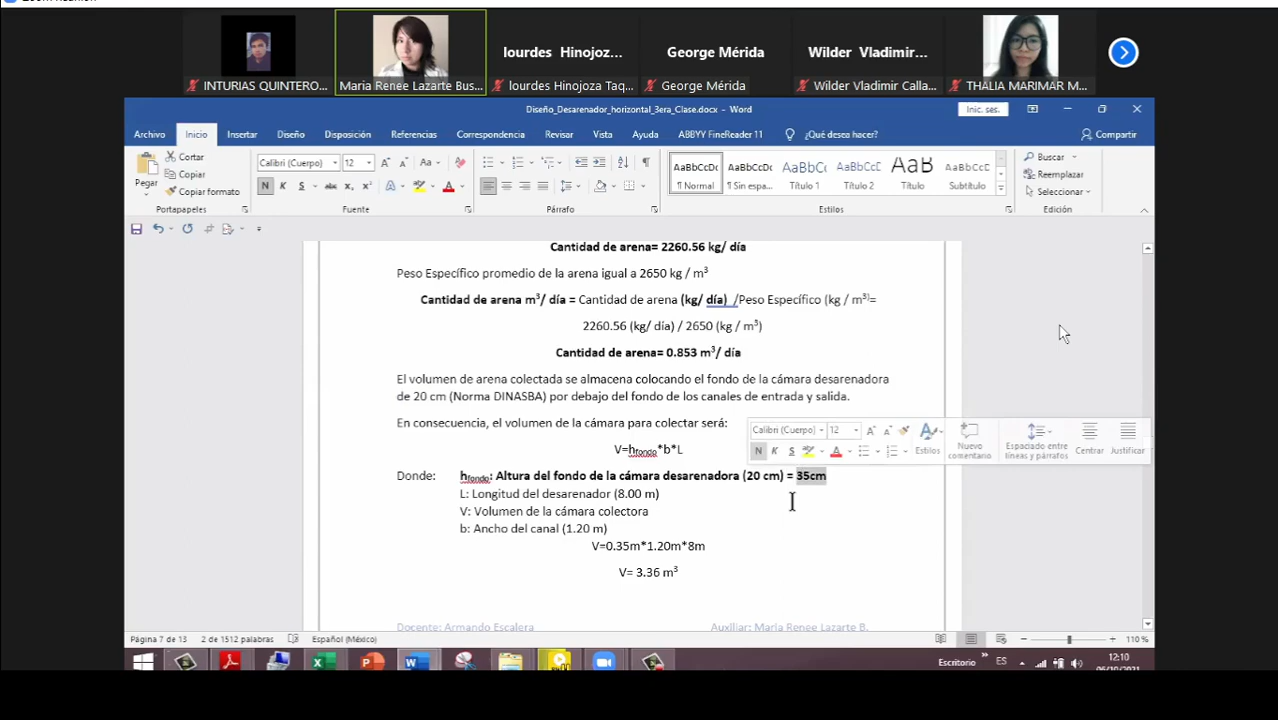 INTURIAS QUINTERO...
Maria Renee Lazarte Bus...
lourdes Hinojoza...
lourdes Hinojoza Taq...
George Mérida
George Mérida
Wilder Vladimir...
Wilder Vladimir Calla...
THALIA MARIMAR M...
Diseño_Desarenador_horizontal_3era_Clase.docx - Word
Inic. ses.
Archivo Inicio Insertar Diseño Disposición Referencias Correspondencia Revisar Vista Ayuda ABBYY FineReader 11 ¿Qué desea hacer? Compartir
Pegar
Cortar
Copiar
Copiar formato
Calibri (Cuerpo) 12
AaBbCcDc AaBbCcDc AaBbCc AaBbCcC AaB AaBbCcD
¶ Normal ¶ Sin espa... Título 1 Título 2 Título Subtítulo
Buscar
Reemplazar
Seleccionar
Portapapeles Fuente Párrafo Estilos Edición
Cantidad de arena= 2260.56 kg/ día
Peso Específico promedio de la arena igual a 2650 kg / m³
Cantidad de arena m³/ día = Cantidad de arena (kg/ día) /Peso Específico (kg / m³)=
2260.56 (kg/ día) / 2650 (kg / m³)
Cantidad de arena= 0.853 m³/ día
El volumen de arena colectada se almacena colocando el fondo de la cámara desarenadora
de 20 cm (Norma DINASBA) por debajo del fondo de los canales de entrada y salida.
En consecuencia, el volumen de la cámara para colectar será:
V=hfondo*b*L
Calibri (Cuerpo) 12
N K S
Estilos
Nuevo comentario
Espaciado entre líneas y párrafos
Centrar
Justificar
Donde: hfondo: Altura del fondo de la cámara desarenadora (20 cm) = 35cm
L: Longitud del desarenador (8.00 m)
V: Volumen de la cámara colectora
b: Ancho del canal (1.20 m)
V=0.35m*1.20m*8m
V= 3.36 m³
Docente: Armando Escalera Auxiliar: Maria Renee Lazarte B.
Página 7 de 13 2 de 1512 palabras Español (México) 110 %
Escritorio ES 12:10